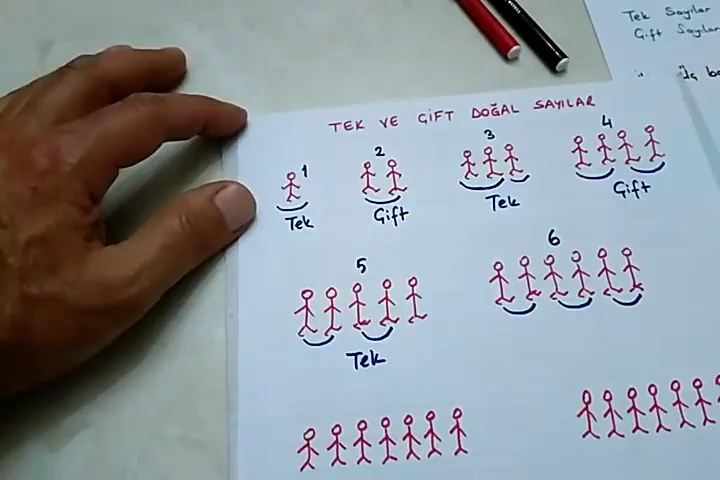 Tek Sayılar
Çift Sayılar
TEK VE ÇİFT DOĞAL SAYILAR
1
2
3
4
Tek
Çift
Tek
Çift
5
6
Tek